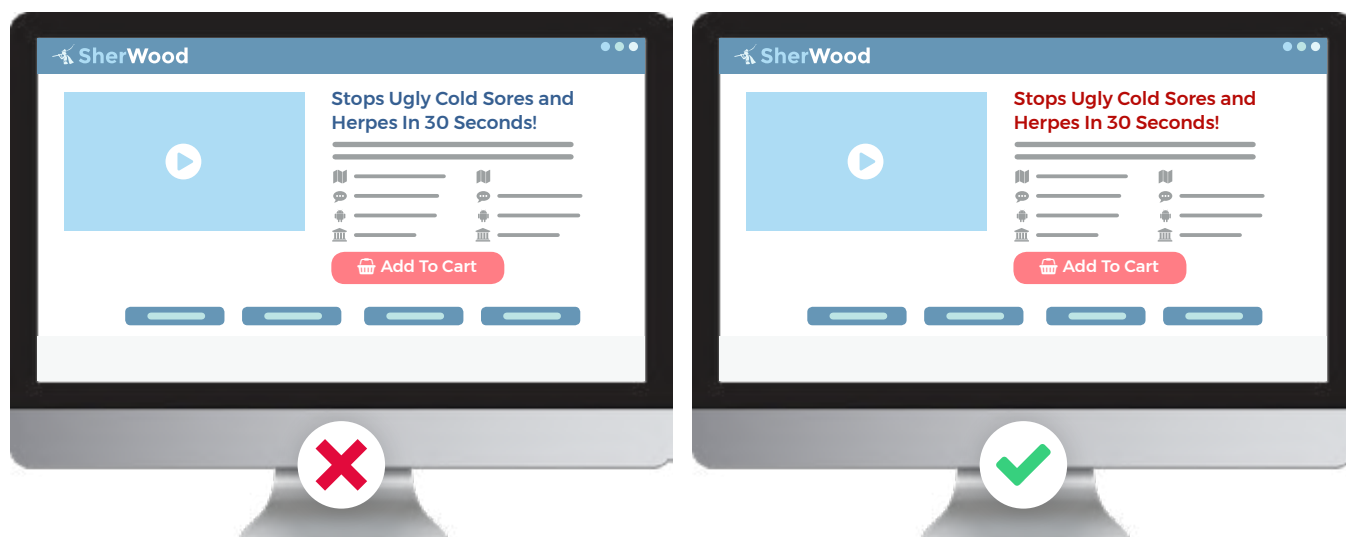 SherWood
Stops Ugly Cold Sores and
Herpes In 30 Seconds!
Add To Cart
SherWood
Stops Ugly Cold Sores and
Herpes In 30 Seconds!
Add To Cart